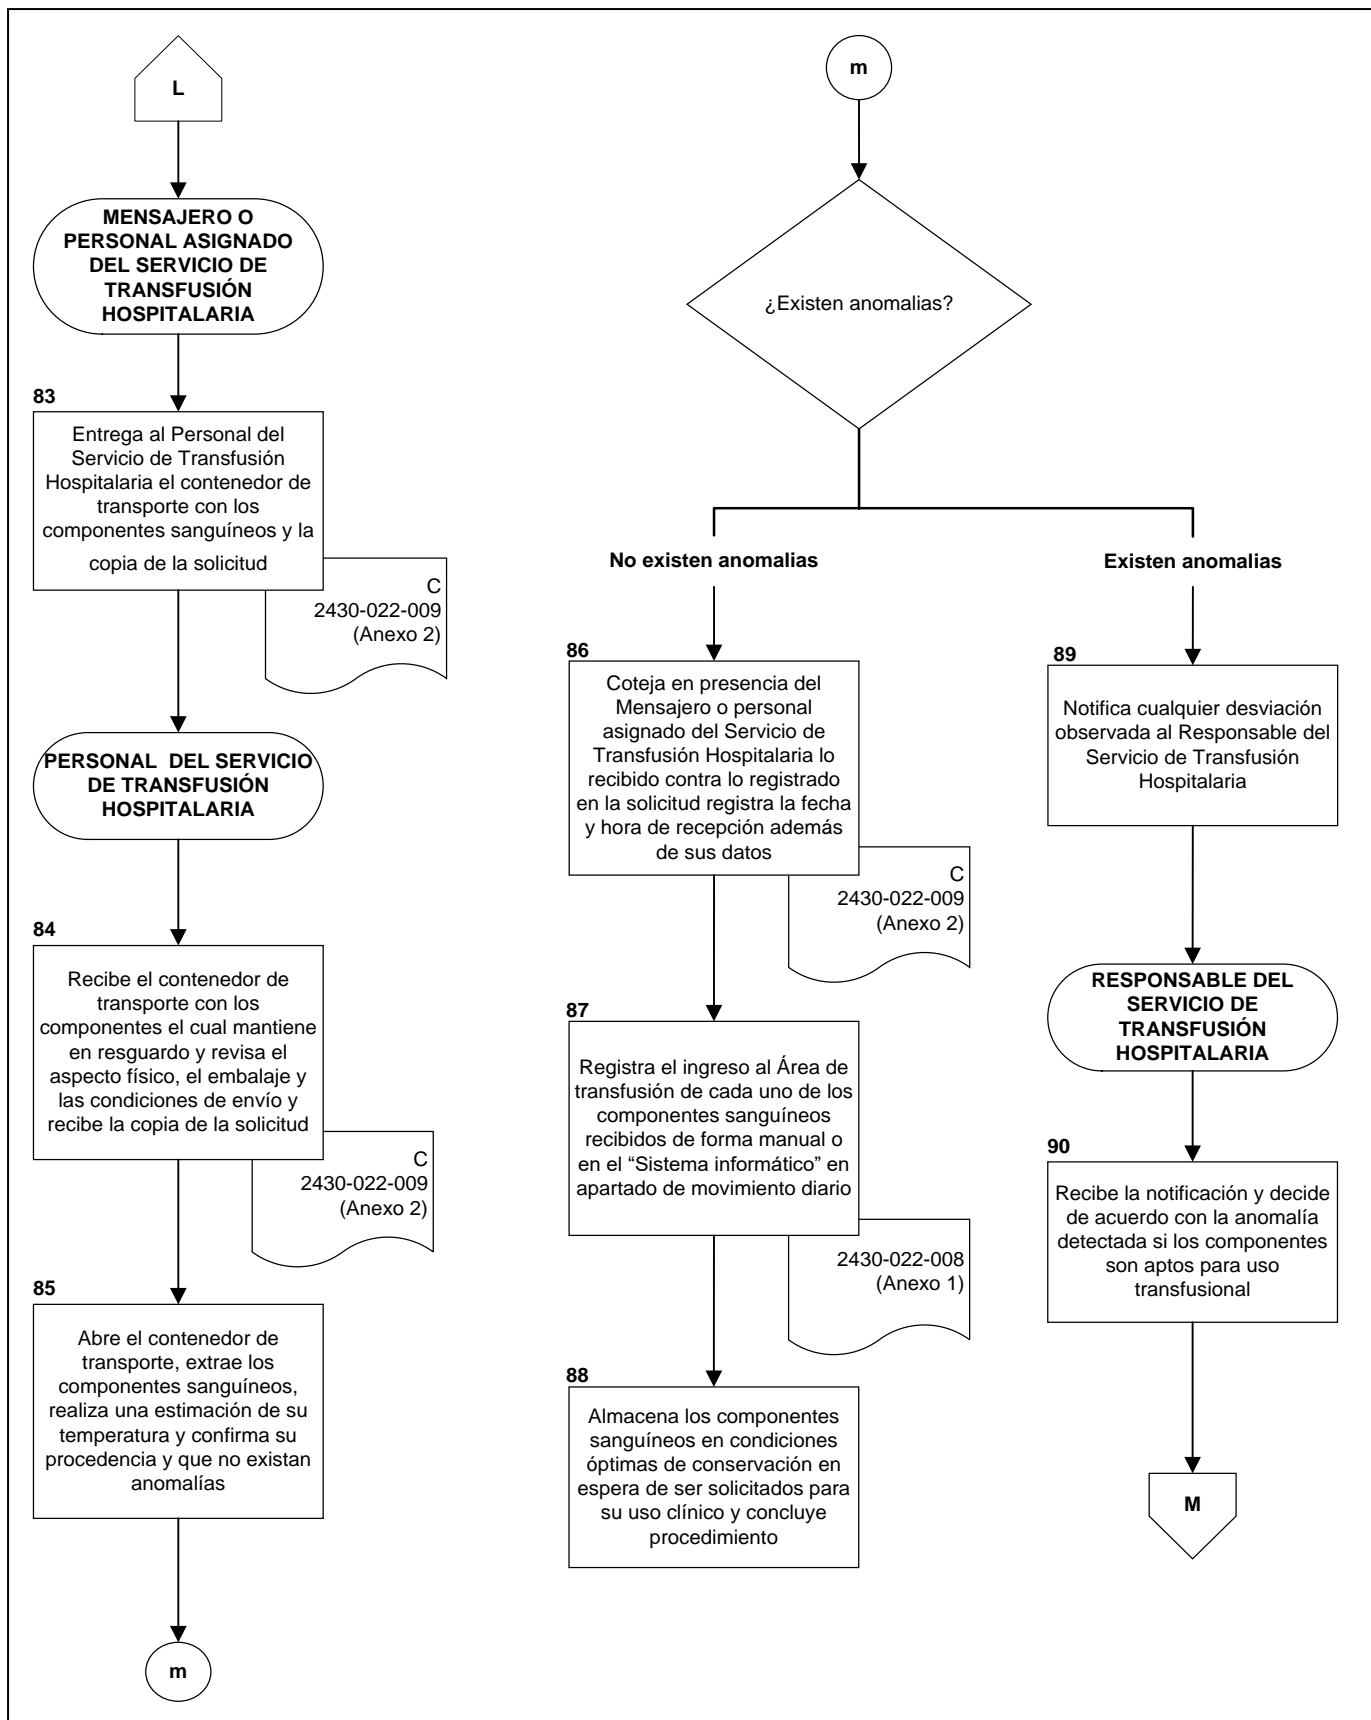 L
MENSAJERO O
PERSONAL ASIGNADO
DEL SERVICIO DE
TRANSFUSIÓN
HOSPITALARIA
83
Entrega al Personal del
Servicio de Transfusión
Hospitalaria el contenedor de
transporte con los
componentes sanguíneos y la
copia de la solicitud
C
2430-022-009
(Anexo 2)
PERSONAL DEL SERVICIO
DE TRANSFUSIÓN
HOSPITALARIA
84
Recibe el contenedor de
transporte con los
componentes el cual mantiene
en resguardo y revisa el
aspecto físico, el embalaje y
las condiciones de envío y
recibe la copia de la solicitud
C
2430-022-009
(Anexo 2)
85
Abre el contenedor de
transporte, extrae los
componentes sanguíneos,
realiza una estimación de su
temperatura y confirma su
procedencia y que no existan
anomalías
m
m
¿Existen anomalias?
No existen anomalias
86
Coteja en presencia del
Mensajero o personal
asignado del Servicio de
Transfusión Hospitalaria lo
recibido contra lo registrado
en la solicitud registra la fecha
y hora de recepción además
de sus datos
C
2430-022-009
(Anexo 2)
87
Registra el ingreso al Área de
transfusión de cada uno de los
componentes sanguíneos
recibidos de forma manual o
en el “Sistema informático” en
apartado de movimiento diario
2430-022-008
(Anexo 1)
88
Almacena los componentes
sanguíneos en condiciones
óptimas de conservación en
espera de ser solicitados para
su uso clínico y concluye
procedimiento
Existen anomalias
89
Notifica cualquier desviación
observada al Responsable del
Servicio de Transfusión
Hospitalaria
RESPONSABLE DEL
SERVICIO DE
TRANSFUSIÓN
HOSPITALARIA
90
Recibe la notificación y decide
de acuerdo con la anomalía
detectada si los componentes
son aptos para uso
transfusional
M